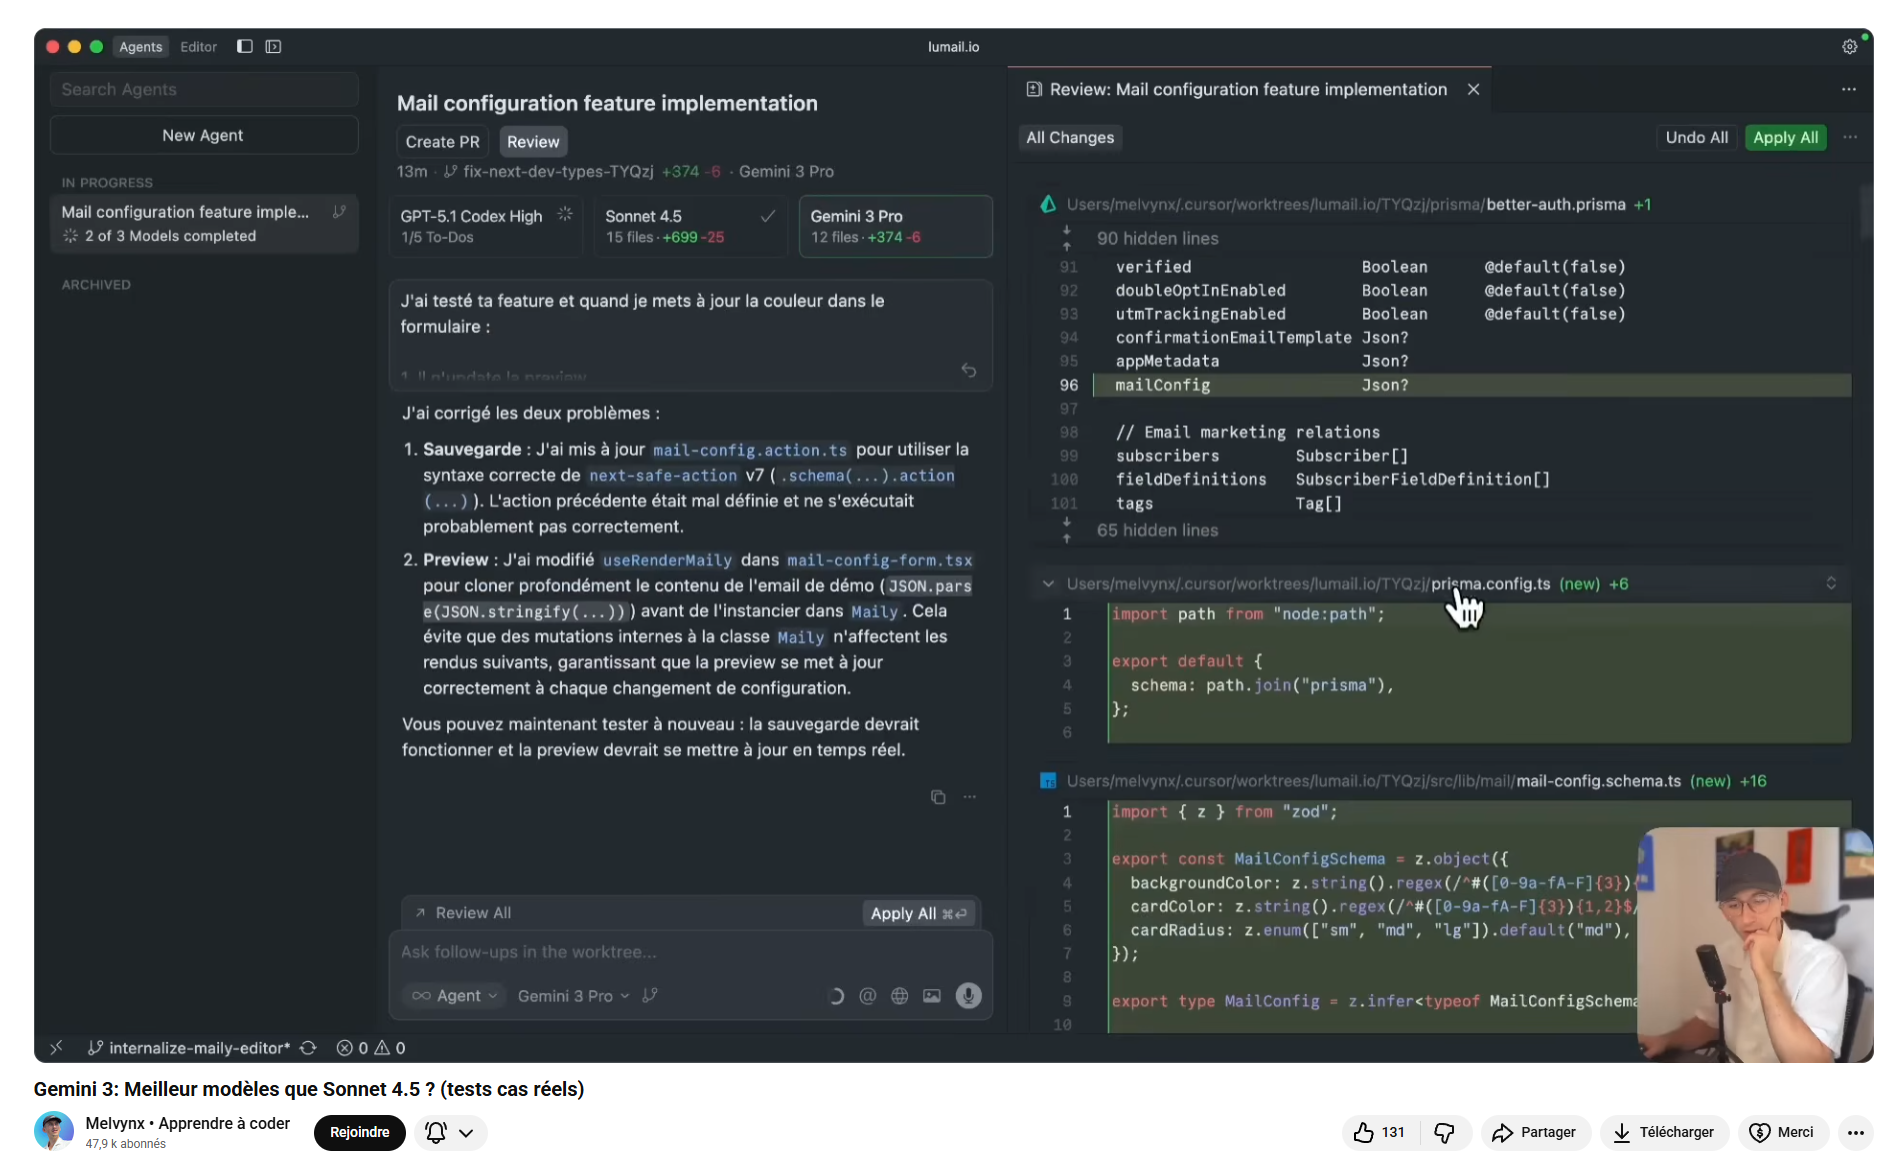 Agents Editor
lumail.io
Search Agents
New Agent
IN PROGRESS
Mail configuration feature imple...
2 of 3 Models completed
ARCHIVED
Mail configuration feature implementation
Create PR Review
13m · fix-next-dev-types-TYQzj +374 -6 · Gemini 3 Pro
GPT-5.1 Codex High
1/5 To-Dos
Sonnet 4.5
15 files · +699 -25
Gemini 3 Pro
12 files · +374 -6
J'ai testé ta feature et quand je mets à jour la couleur dans le
formulaire :
1. Il n'update la preview
J'ai corrigé les deux problèmes :
1. Sauvegarde : J'ai mis à jour mail-config.action.ts pour utiliser la
syntaxe correcte de next-safe-action v7 ( .schema(...).action
(...) ). L'action précédente était mal définie et ne s'exécutait
probablement pas correctement.
2. Preview : J'ai modifié useRenderMaily dans mail-config-form.tsx
pour cloner profondément le contenu de l'email de démo ( JSON.pars
e(JSON.stringify(...)) ) avant de l'instancier dans Maily . Cela
évite que des mutations internes à la classe Maily n'affectent les
rendus suivants, garantissant que la preview se met à jour
correctement à chaque changement de configuration.
Vous pouvez maintenant tester à nouveau : la sauvegarde devrait
fonctionner et la preview devrait se mettre à jour en temps réel.
Review All Apply All ⌘⏎
Ask follow-ups in the worktree...
∞ Agent Gemini 3 Pro
Review: Mail configuration feature implementation
All Changes Undo All Apply All
Users/melvynx/.cursor/worktrees/lumail.io/TYQzj/prisma/better-auth.prisma +1
90 hidden lines
91 verified Boolean @default(false)
92 doubleOptInEnabled Boolean @default(false)
93 utmTrackingEnabled Boolean @default(false)
94 confirmationEmailTemplate Json?
95 appMetadata Json?
96 mailConfig Json?
97
98 // Email marketing relations
99 subscribers Subscriber[]
100 fieldDefinitions SubscriberFieldDefinition[]
101 tags Tag[]
65 hidden lines
Users/melvynx/.cursor/worktrees/lumail.io/TYQzj/prisma.config.ts (new) +6
1 import path from "node:path";
2
3 export default {
4 schema: path.join("prisma"),
5 };
6
Users/melvynx/.cursor/worktrees/lumail.io/TYQzj/src/lib/mail/mail-config.schema.ts (new) +16
TS
1 import { z } from "zod";
2
3 export const MailConfigSchema = z.object({
4 backgroundColor: z.string().regex(/^#([0-9a-fA-F]{3}){
5 cardColor: z.string().regex(/^#([0-9a-fA-F]{3}){1,2}$/
6 cardRadius: z.enum(["sm", "md", "lg"]).default("md"),
7 });
8
9 export type MailConfig = z.infer<typeof MailConfigSchema
10
internalize-maily-editor* 0 0
Gemini 3: Meilleur modèles que Sonnet 4.5 ? (tests cas réels)
Melvynx • Apprendre à coder
47,9 k abonnés
Rejoindre
131 Partager Télécharger Merci